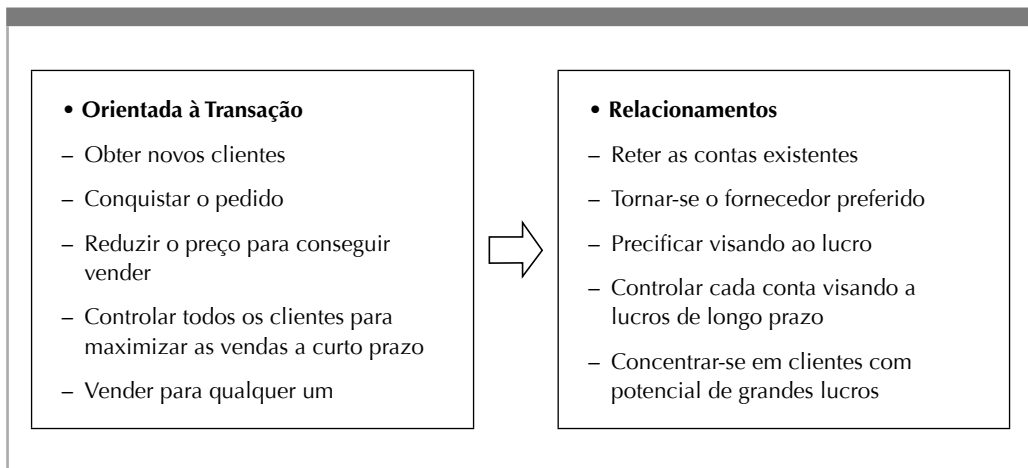 • Orientada à Transação
– Obter novos clientes
– Conquistar o pedido
– Reduzir o preço para conseguir
vender
– Controlar todos os clientes para
maximizar as vendas a curto prazo
– Vender para qualquer um
• Relacionamentos
– Reter as contas existentes
– Tornar-se o fornecedor preferido
– Precificar visando ao lucro
– Controlar cada conta visando a
lucros de longo prazo
– Concentrar-se em clientes com
potencial de grandes lucros